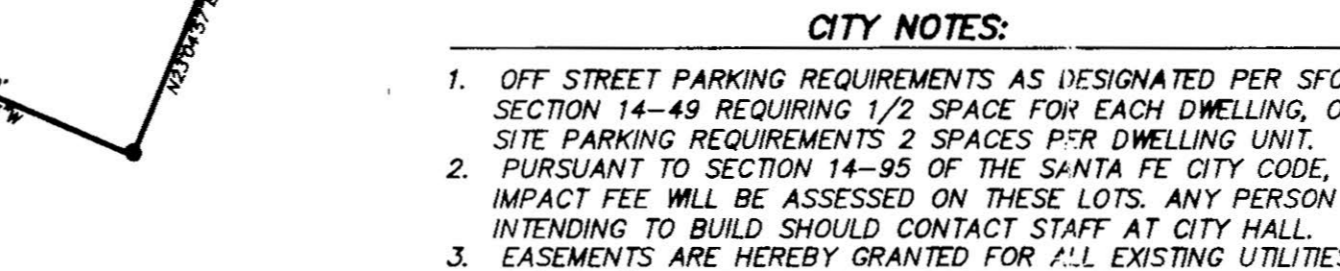 N23°04'37"
W
CITY NOTES:
1. OFF STREET PARKING REQUIREMENTS AS DESIGNATED PER SFC
SECTION 14-49 REQUIRING 1/2 SPACE FOR EACH DWELLING, O
SITE PARKING REQUIREMENTS 2 SPACES PER DWELLING UNIT.
2. PURSUANT TO SECTION 14-95 OF THE SANTA FE CITY CODE,
IMPACT FEE WILL BE ASSESSED ON THESE LOTS. ANY PERSON
INTENDING TO BUILD SHOULD CONTACT STAFF AT CITY HALL.
3. EASEMENTS ARE HEREBY GRANTED FOR ALL EXISTING UTILITIES